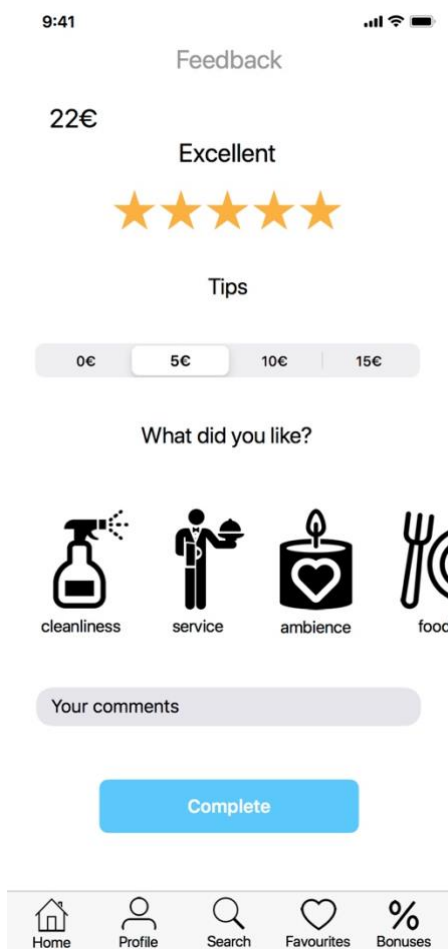 9:41
Feedback
22€
Excellent
Tips
0€ 5€ 10€ 15€
What did you like?
cleanliness service ambience food
Your comments
Complete
Home Profile Search Favourites Bonuses